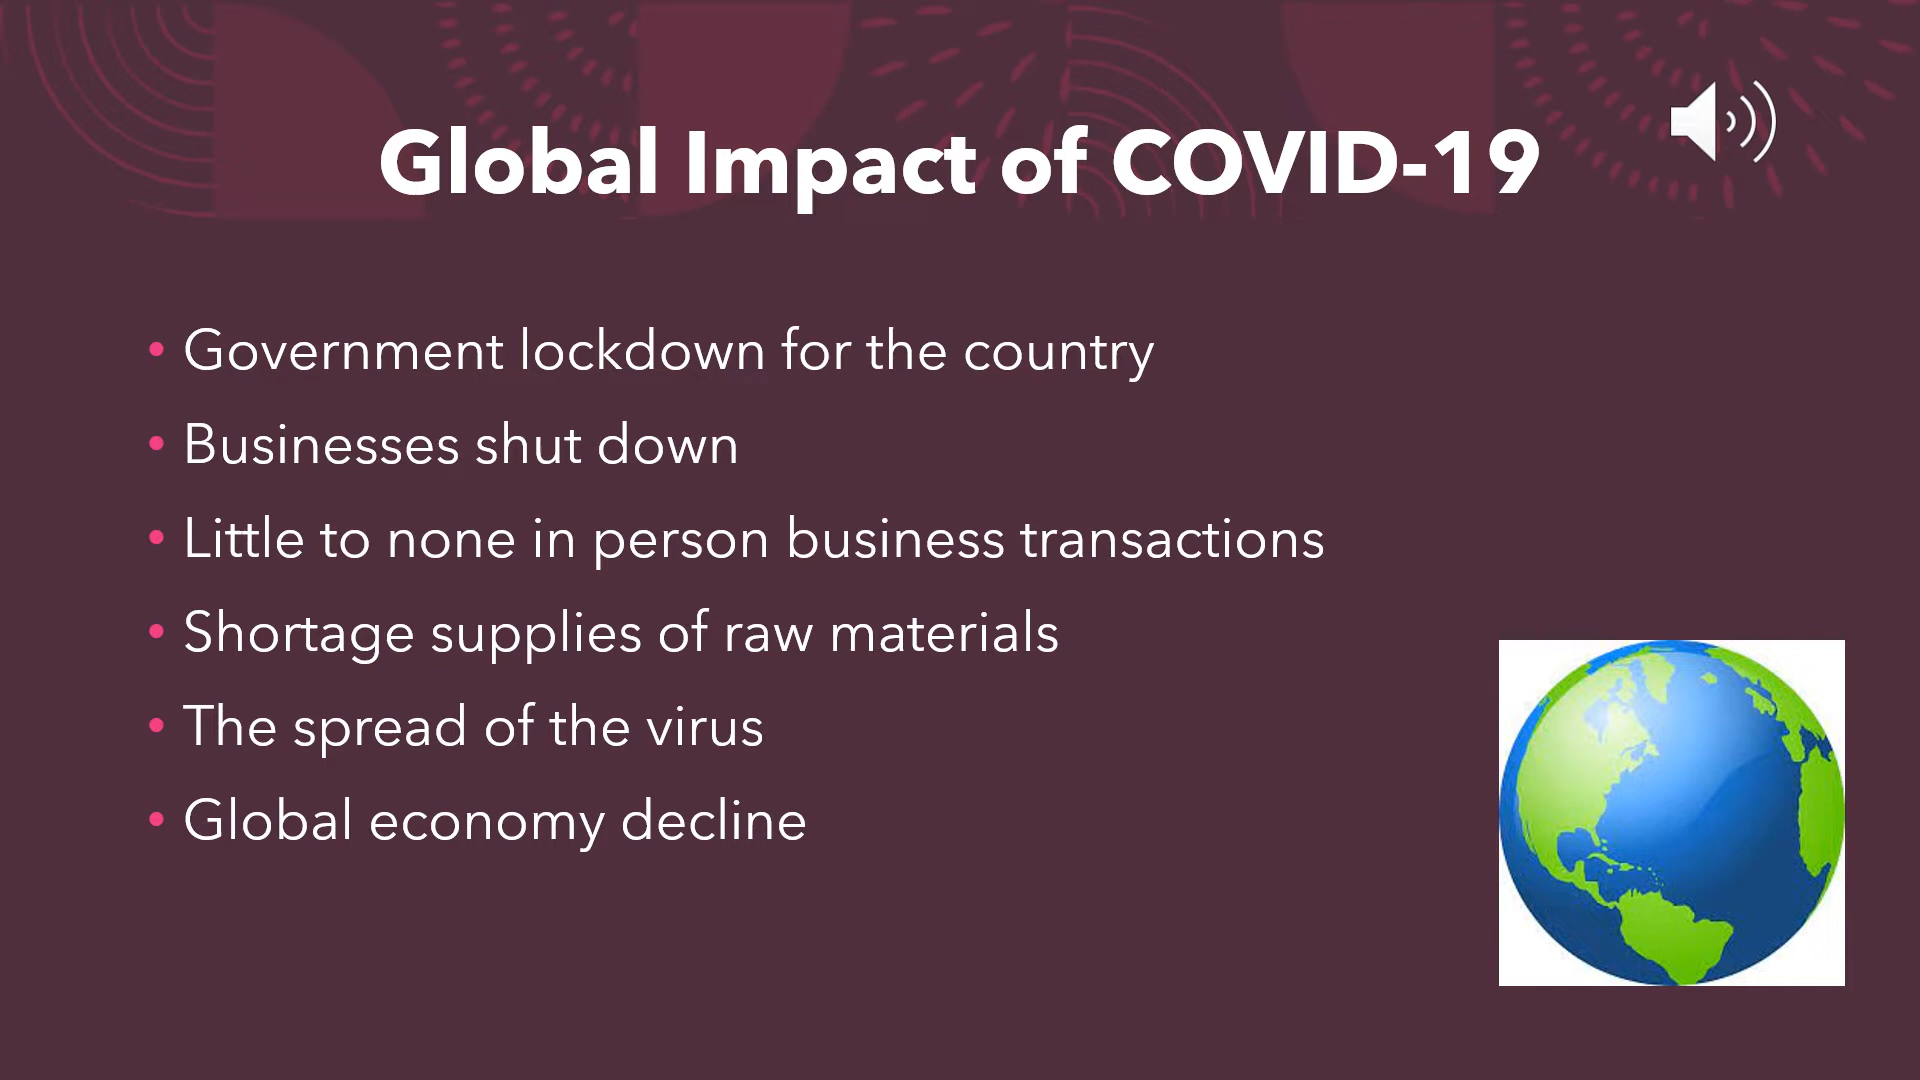 Global Impact of COVID-19
• Government lockdown for the country
• Businesses shut down
• Little to none in person business transactions
• Shortage supplies of raw materials
• The spread of the virus
• Global economy decline